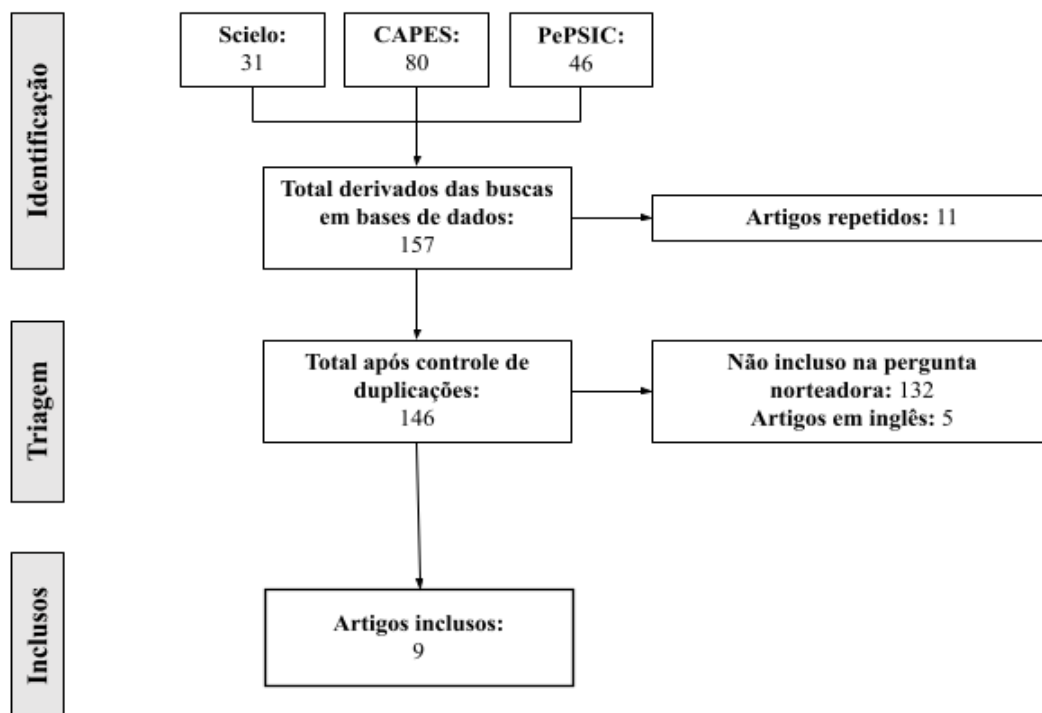 Identificação
Scielo:
31
CAPES:
80
PePSIC:
46
Total derivados das buscas
em bases de dados:
157
Artigos repetidos: 11
Triagem
Total após controle de
duplicações:
146
Não incluso na pergunta
norteadora: 132
Artigos em inglês: 5
Inclusos
Artigos inclusos:
9